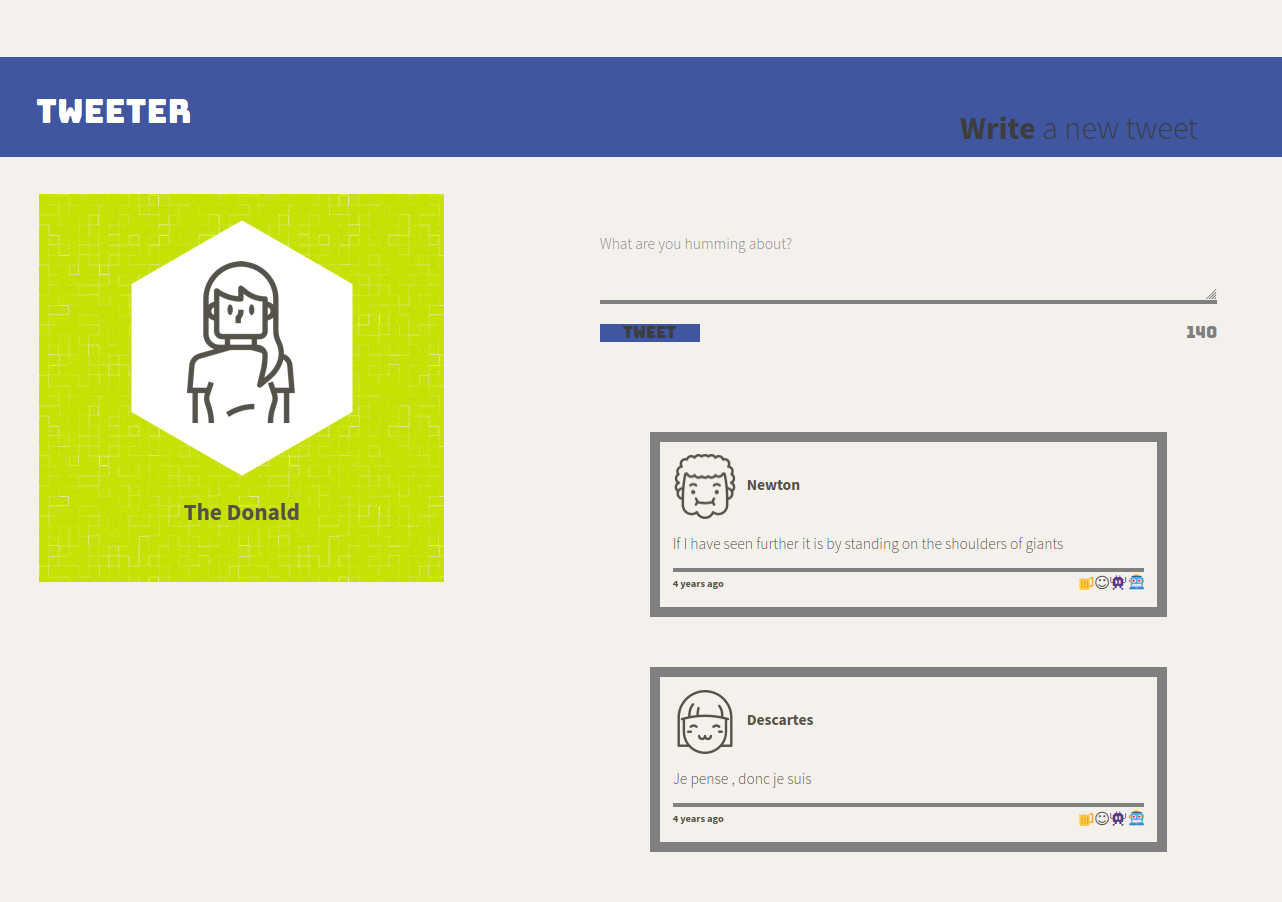 TWEETER
Write a new tweet
The Donald
What are you humming about?
TWEET
140
Newton
If I have seen further it is by standing on the shoulders of giants
4 years ago
Descartes
Je pense , donc je suis
4 years ago